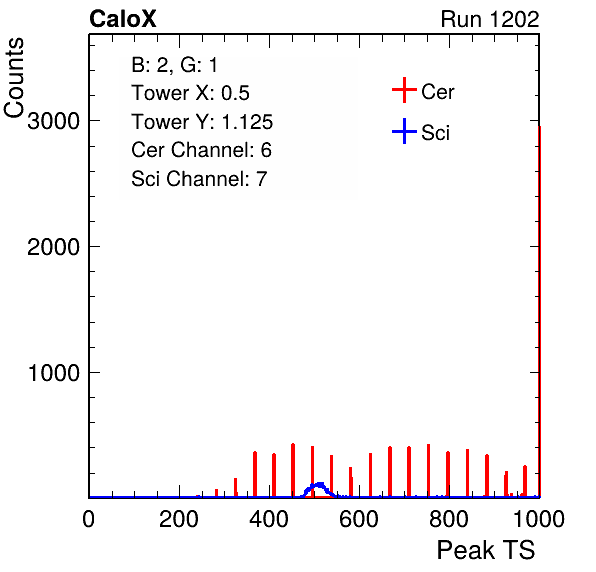 CaloX Run 1202
Counts
B: 2, G: 1
Tower X: 0.5
Tower Y: 1.125
Cer Channel: 6
Sci Channel: 7
Cer
Sci
3000
2000
1000
0 200 400 600 800 1000
Peak TS